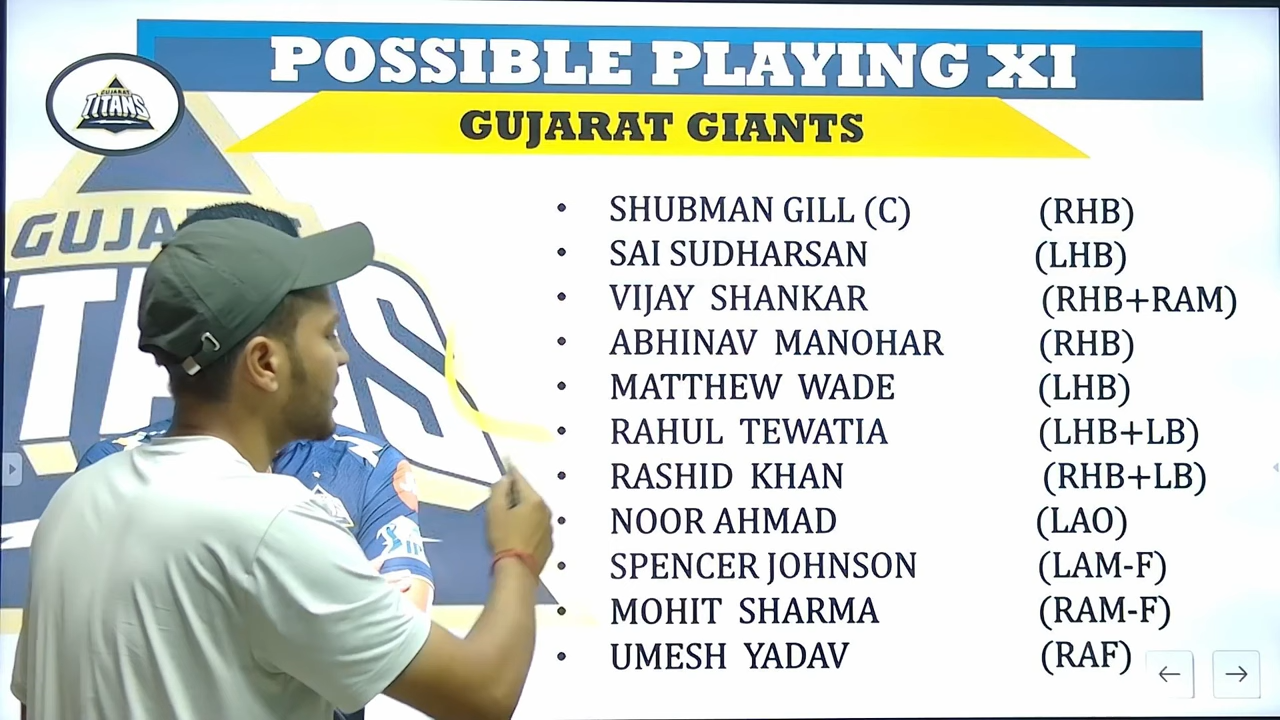 POSSIBLE PLAYING XI
GUJARAT
TITANS
GUJARAT GIANTS
• SHUBMAN GILL (C) (RHB)
• SAI SUDHARSAN (LHB)
• VIJAY SHANKAR (RHB+RAM)
• ABHINAV MANOHAR (RHB)
• MATTHEW WADE (LHB)
• RAHUL TEWATIA (LHB+LB)
• RASHID KHAN (RHB+LB)
• NOOR AHMAD (LAO)
• SPENCER JOHNSON (LAM-F)
• MOHIT SHARMA (RAM-F)
• UMESH YADAV (RAF)